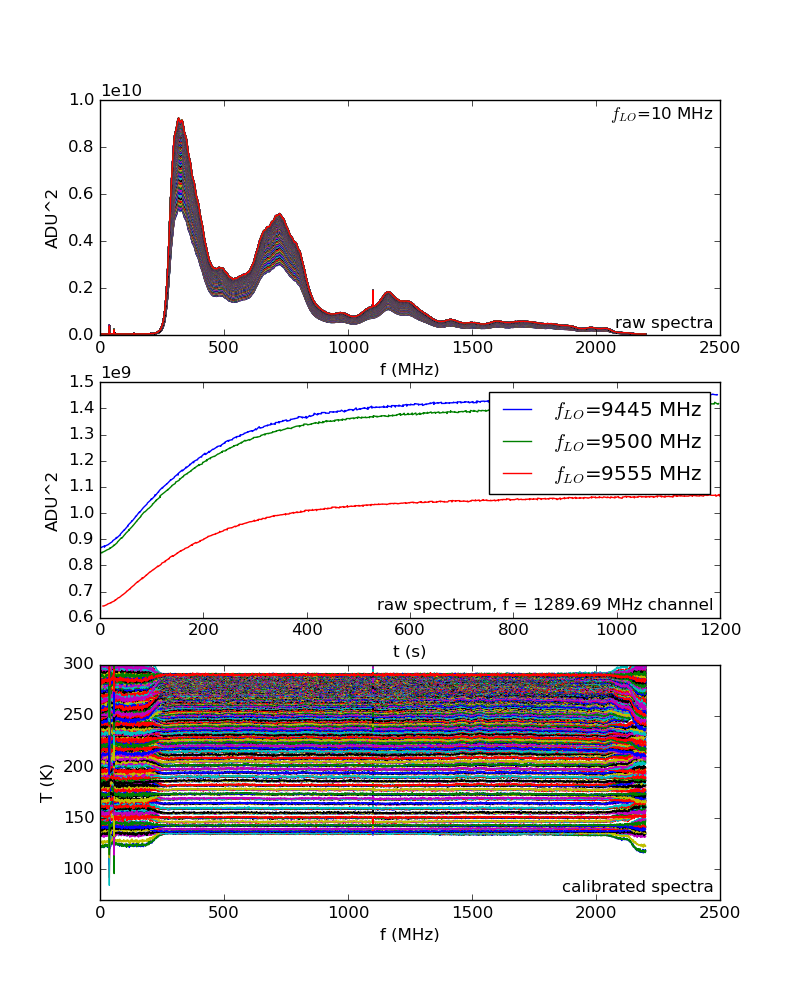 1e10
f_LO=10 MHz
1.0
0.8
0.6
0.4
0.2
0.0
ADU^2
raw spectra
0 500 1000 1500 2000 2500
f (MHz)
1e9
1.5
1.4
1.3
1.2
1.1
1.0
0.9
0.8
0.7
0.6
ADU^2
f_LO=9445 MHz
f_LO=9500 MHz
f_LO=9555 MHz
raw spectrum, f = 1289.69 MHz channel
0 200 400 600 800 1000 1200
t (s)
300
250
200
150
100
T (K)
calibrated spectra
0 500 1000 1500 2000 2500
f (MHz)